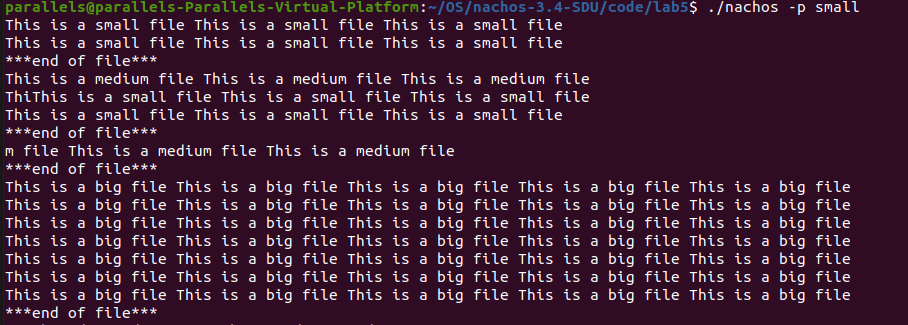 parallels@parallels-Parallels-Virtual-Platform:~/OS/nachos-3.4-SDU/code/lab5$ ./nachos -p small
This is a small file This is a small file This is a small file
This is a small file This is a small file This is a small file
***end of file***
This is a medium file This is a medium file This is a medium file
ThiThis is a small file This is a small file This is a small file
This is a small file This is a small file This is a small file
***end of file***
m file This is a medium file This is a medium file
***end of file***
This is a big file This is a big file This is a big file This is a big file This is a big file
This is a big file This is a big file This is a big file This is a big file This is a big file
This is a big file This is a big file This is a big file This is a big file This is a big file
This is a big file This is a big file This is a big file This is a big file This is a big file
This is a big file This is a big file This is a big file This is a big file This is a big file
This is a big file This is a big file This is a big file This is a big file This is a big file
This is a big file This is a big file This is a big file This is a big file This is a big file
***end of file***